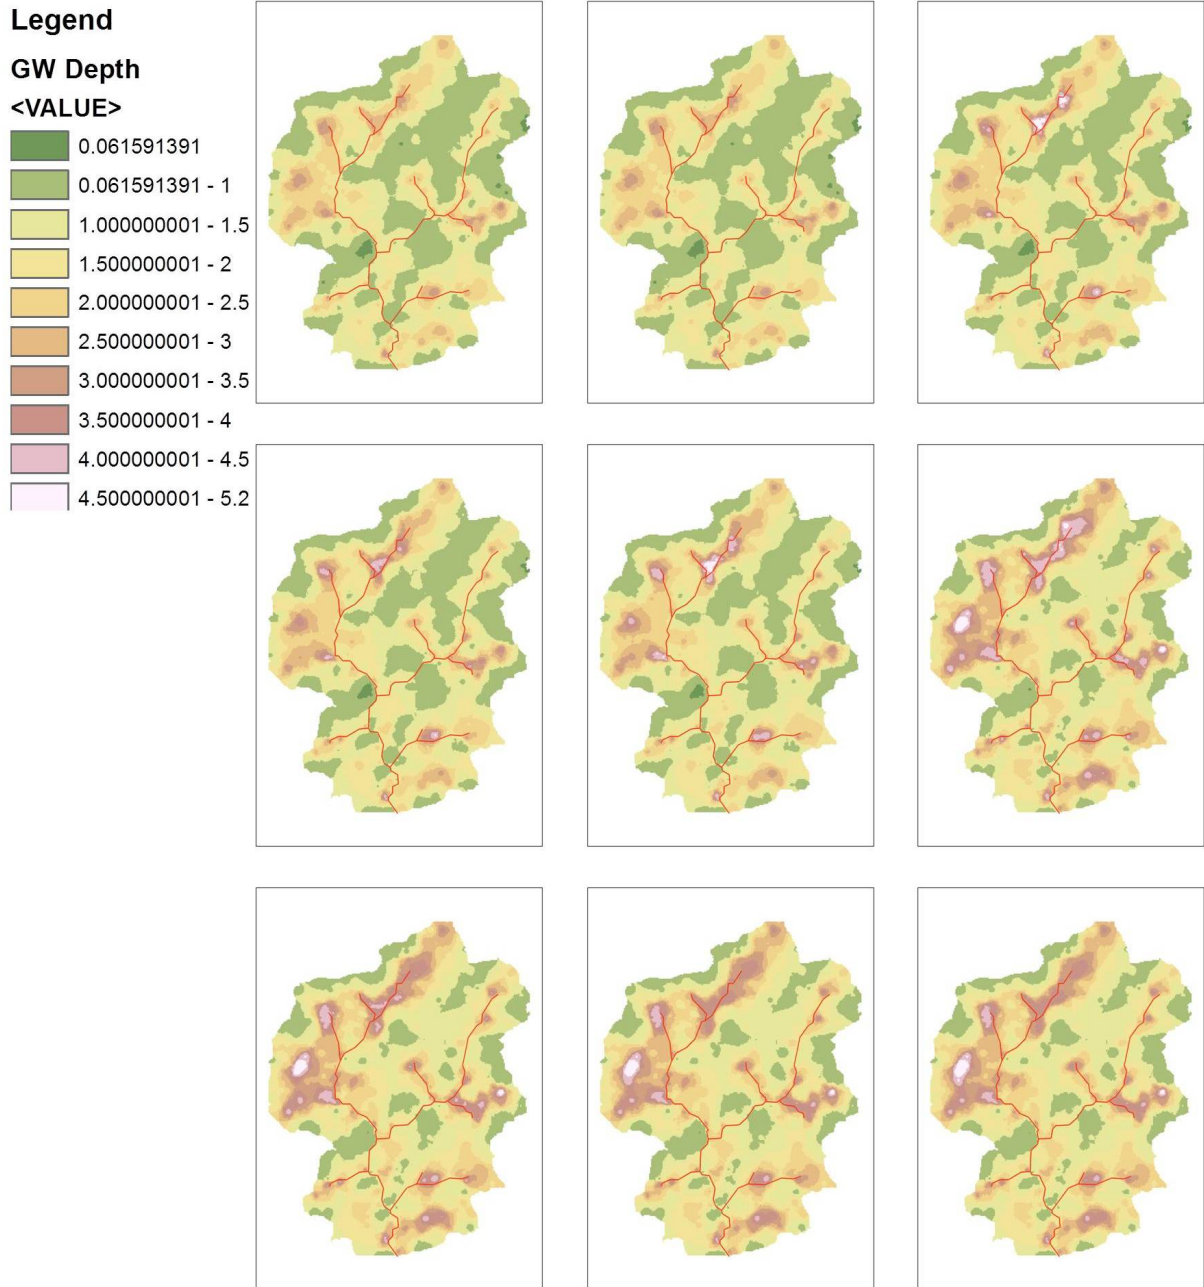 Legend
GW Depth
<VALUE>
0.061591391
0.061591391 - 1
1.000000001 - 1.5
1.500000001 - 2
2.000000001 - 2.5
2.500000001 - 3
3.000000001 - 3.5
3.500000001 - 4
4.000000001 - 4.5
4.500000001 - 5.2